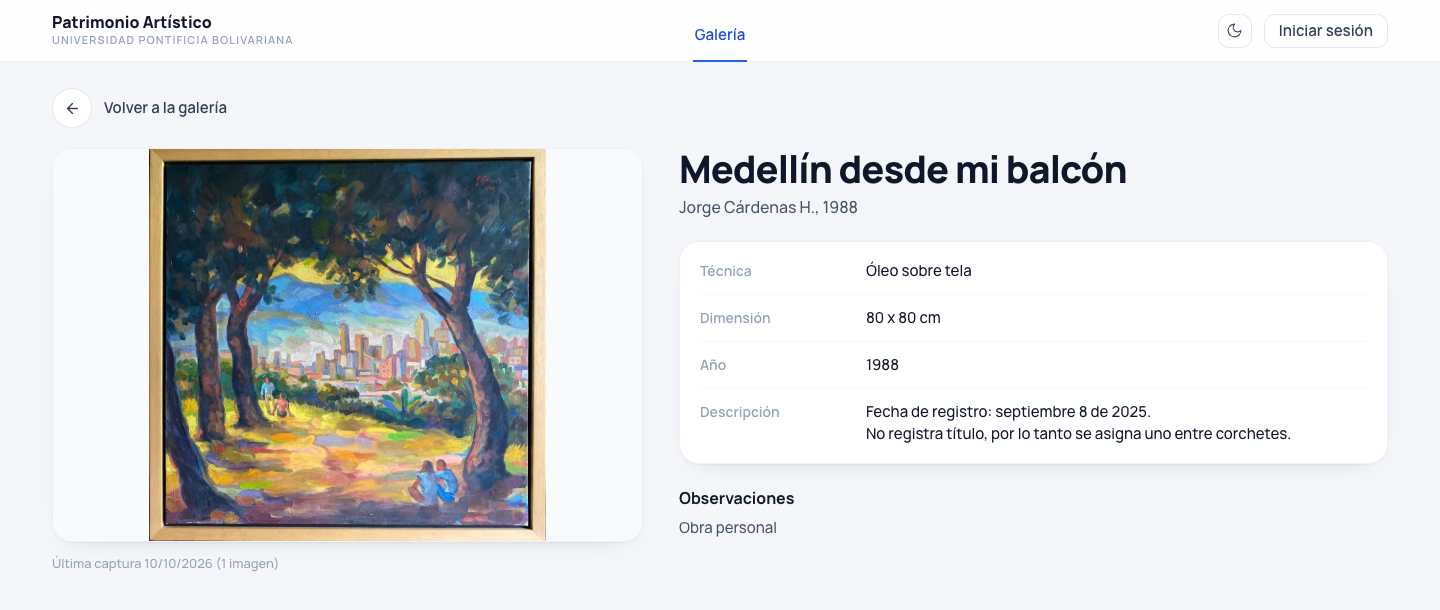 Patrimonio Artístico
UNIVERSIDAD PONTIFICIA BOLIVARIANA
Galería
Iniciar sesión
Volver a la galería
Medellín desde mi balcón
Jorge Cárdenas H., 1988
Técnica Óleo sobre tela
Dimensión 80 x 80 cm
Año 1988
Descripción Fecha de registro: septiembre 8 de 2025.
No registra título, por lo tanto se asigna uno entre corchetes.
Observaciones
Obra personal
Última captura 10/10/2026 (1 imagen)